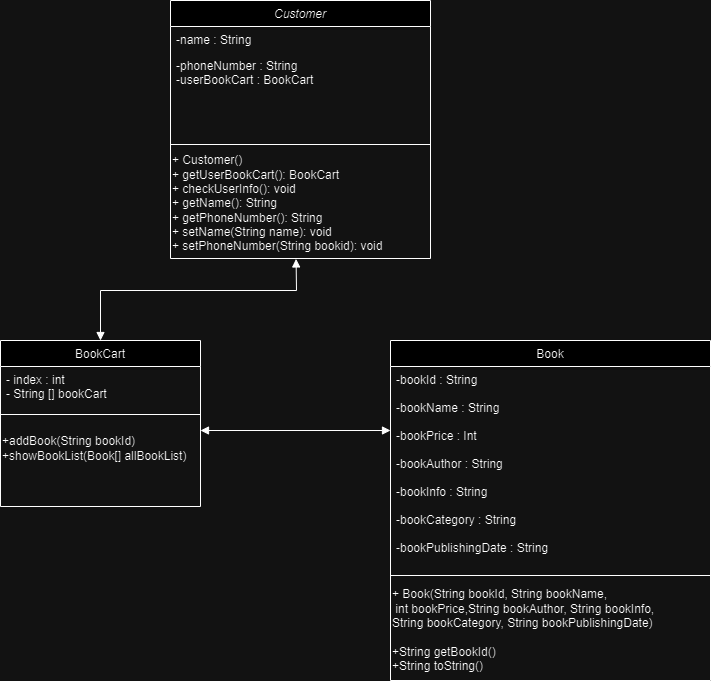 Customer
-name : String
-phoneNumber : String
-userBookCart : BookCart
+ Customer()
+ getUserBookCart(): BookCart
+ checkUserInfo(): void
+ getName(): String
+ getPhoneNumber(): String
+ setName(String name): void
+ setPhoneNumber(String bookid): void
BookCart
- index : int
- String [] bookCart
+addBook(String bookId)
+showBookList(Book[] allBookList)
Book
-bookId : String
-bookName : String
-bookPrice : Int
-bookAuthor : String
-bookInfo : String
-bookCategory : String
-bookPublishingDate : String
+ Book(String bookId, String bookName,
int bookPrice,String bookAuthor, String bookInfo,
String bookCategory, String bookPublishingDate)
+String getBookId()
+String toString()